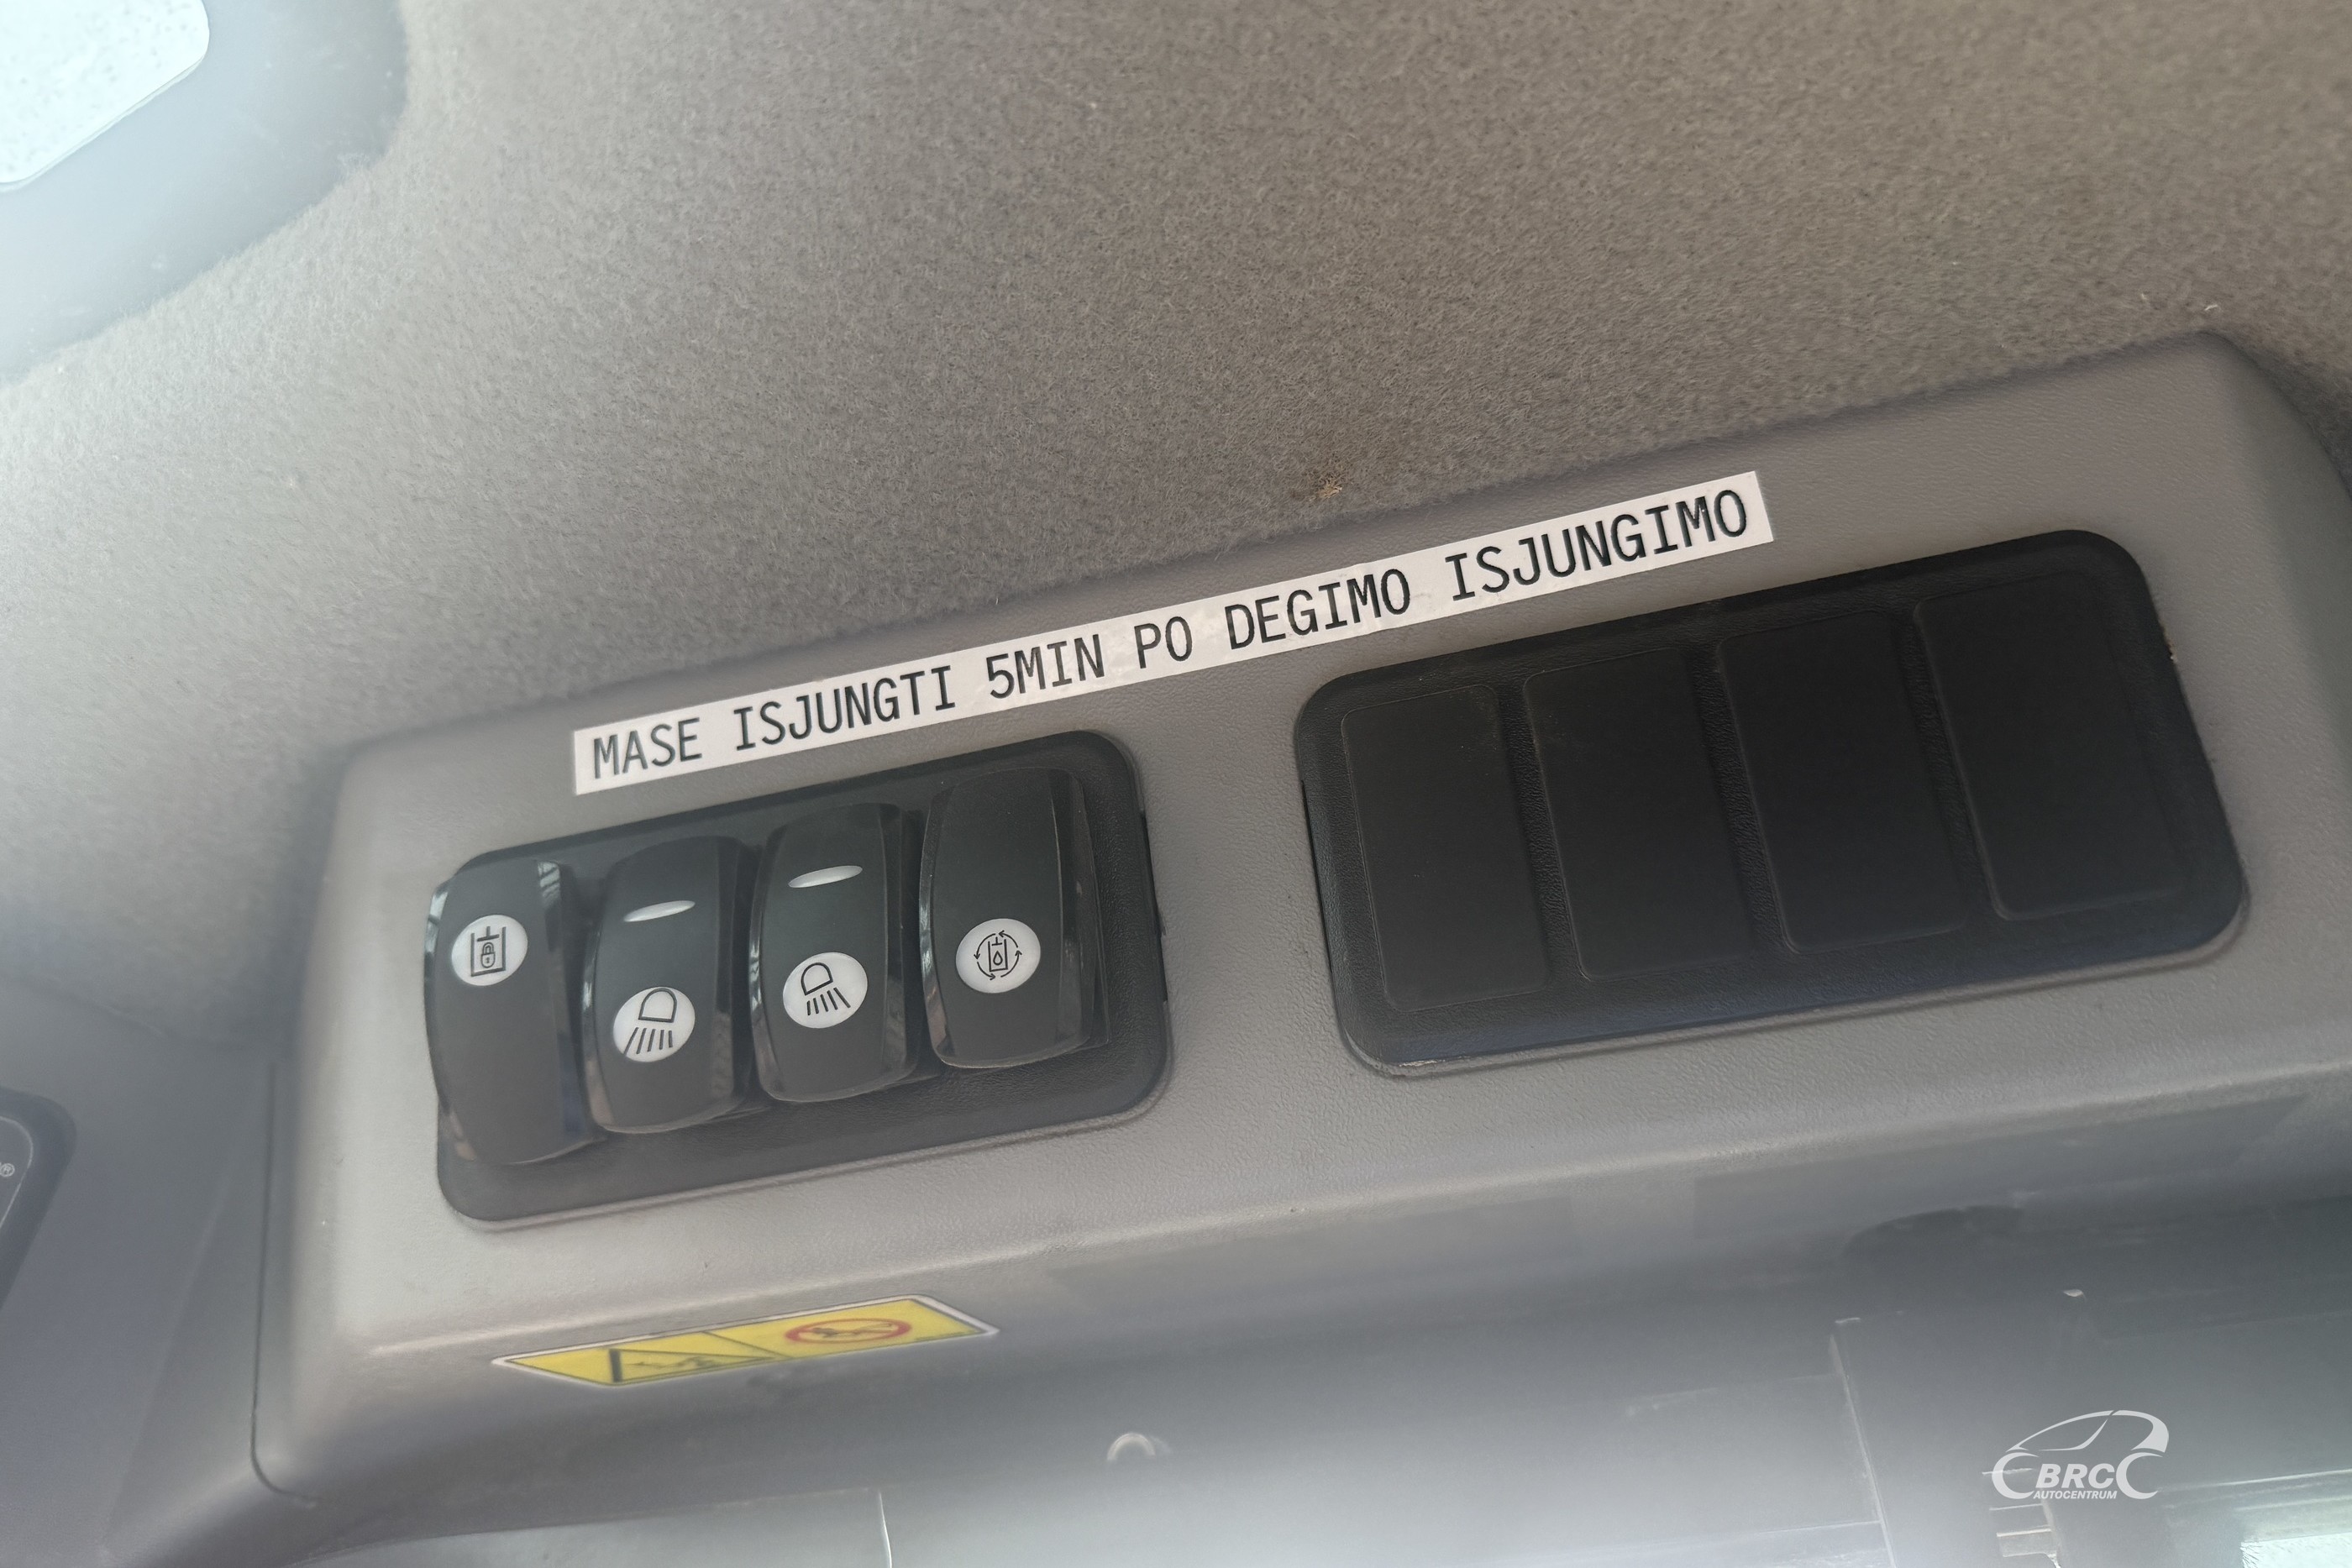 MASE ISJUNGTI 5MIN PO DEGIMO ISJUNGIMO
®
BRC
AUTOCENTRUM